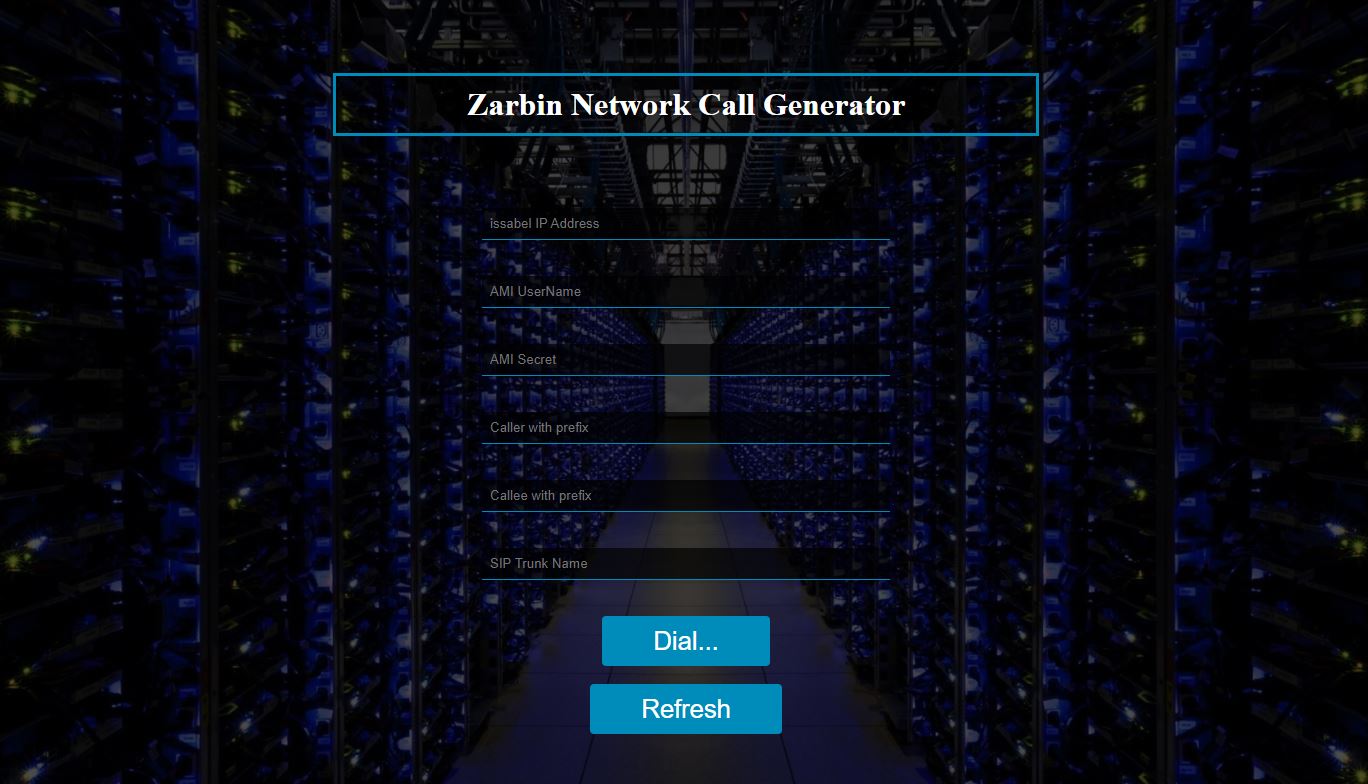 Zarbin Network Call Generator
issabel IP Address
AMI UserName
AMI Secret
Caller with prefix
Callee with prefix
SIP Trunk Name
Dial...
Refresh